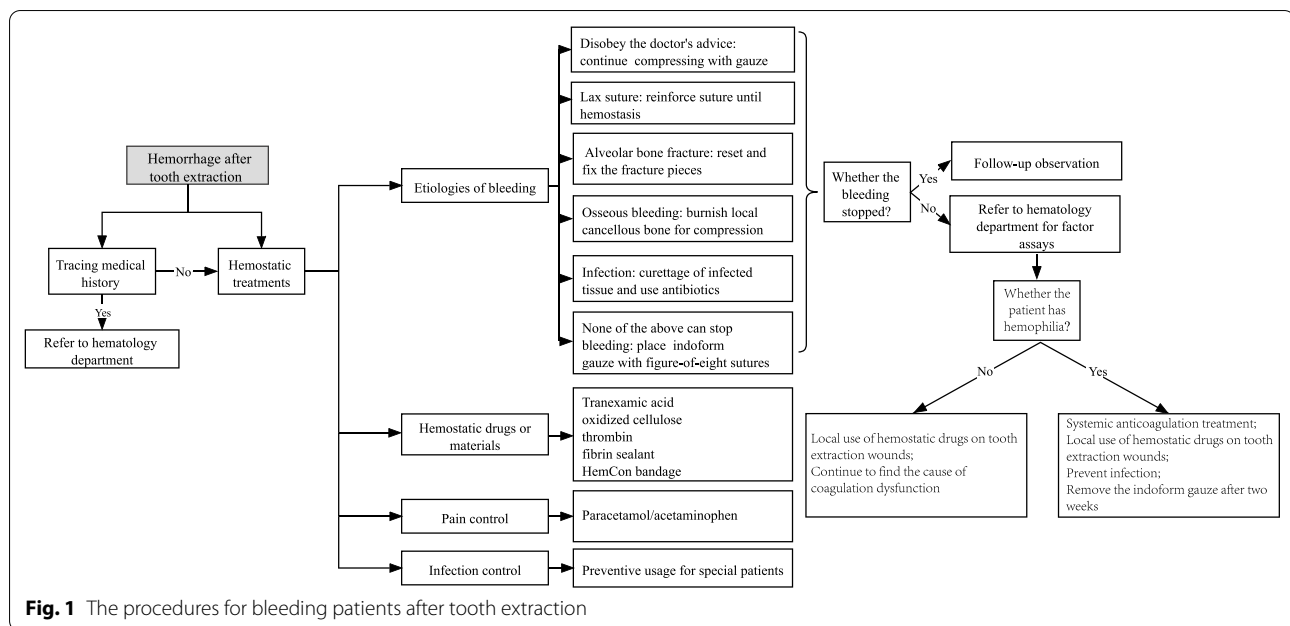 Hemorrhage after
tooth extraction
Tracing medical
history
No
Hemostatic
treatments
Yes
Refer to hematology
department
Etiologies of bleeding
Disobey the doctor's advice:
continue compressing with gauze
Lax suture: reinforce suture until
hemostasis
Alveolar bone fracture: reset and
fix the fracture pieces
Osseous bleeding: burnish local
cancellous bone for compression
Infection: curettage of infected
tissue and use antibiotics
None of the above can stop
bleeding: place indoform
gauze with figure-of-eight sutures
Hemostatic drugs or
materials
Tranexamic acid
oxidized cellulose
thrombin
fibrin sealant
HemCon bandage
Pain control
Paracetamol/acetaminophen
Infection control
Preventive usage for special patients
Whether the
bleeding
stopped?
Yes
No
Follow-up observation
Refer to hematology
department for factor
assays
Whether the
patient has
hemophilia?
No
Yes
Local use of hemostatic drugs on tooth
extraction wounds;
Continue to find the cause of
coagulation dysfunction
Systemic anticoagulation treatment;
Local use of hemostatic drugs on tooth
extraction wounds;
Prevent infection;
Remove the indoform gauze after two
weeks
Fig. 1 The procedures for bleeding patients after tooth extraction